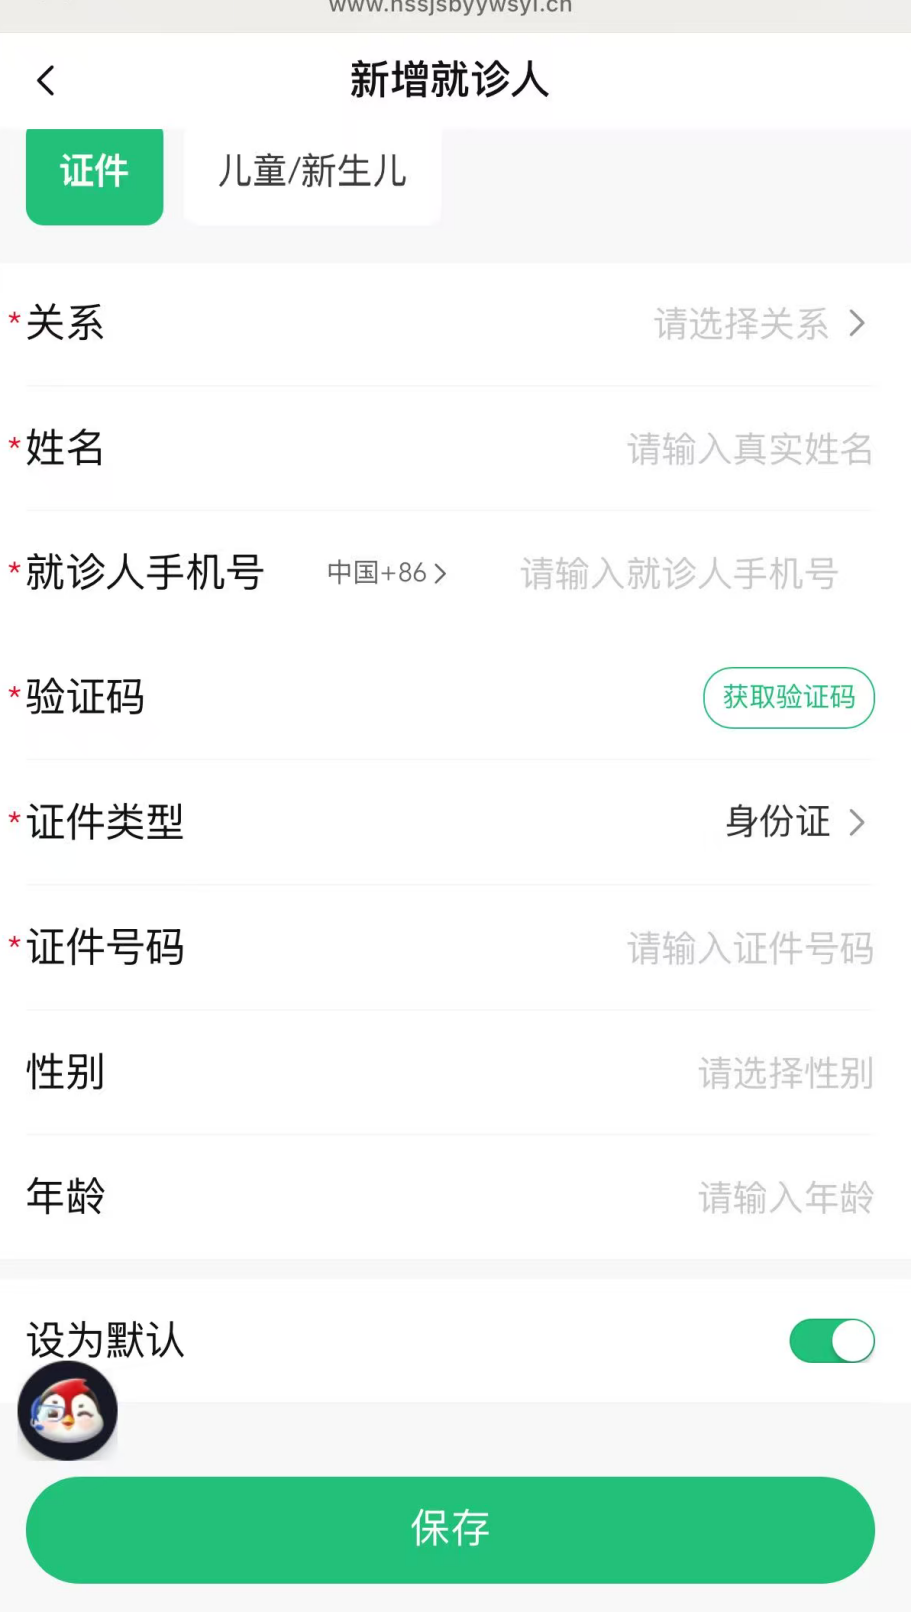 www.hssjsbyywsyl.cn
新增就诊人
证件 儿童/新生儿
*关系 请选择关系
*姓名 请输入真实姓名
*就诊人手机号 中国+86 请输入就诊人手机号
*验证码 获取验证码
*证件类型 身份证
*证件号码 请输入证件号码
性别 请选择性别
年龄 请输入年龄
设为默认
保存